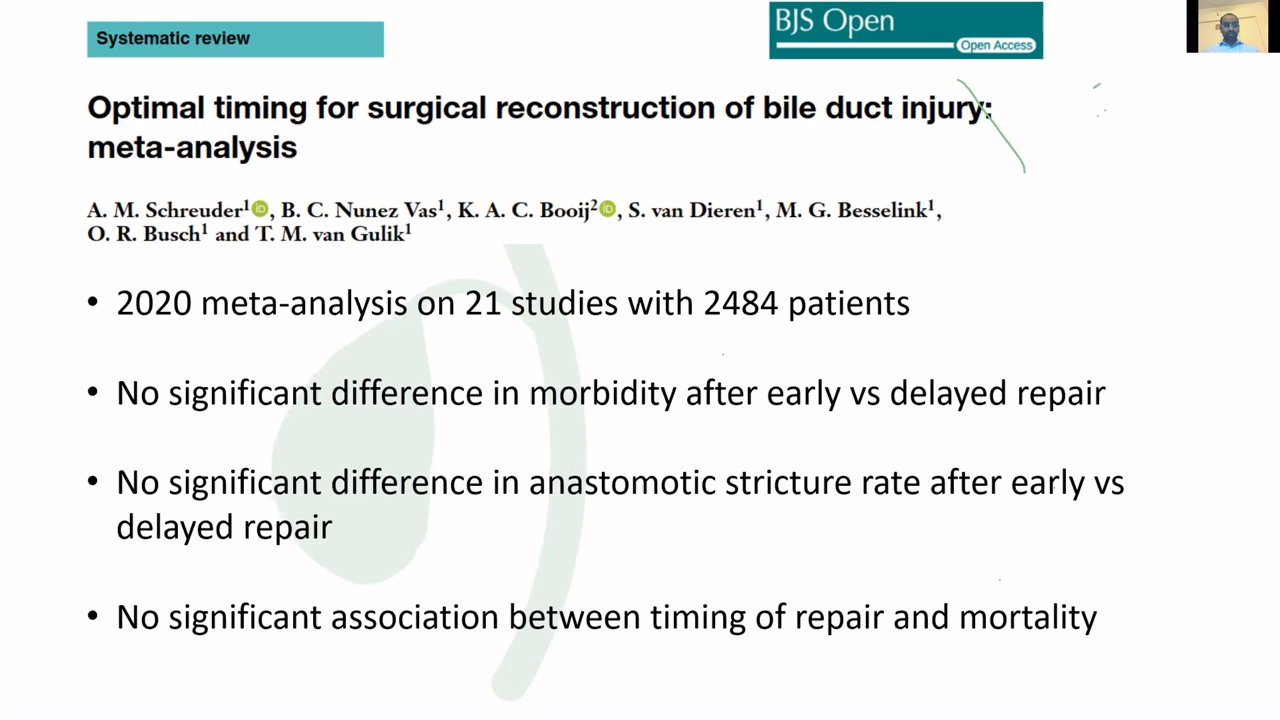 Systematic review
BJS Open
Open Access
Optimal timing for surgical reconstruction of bile duct injury:
meta-analysis
A. M. Schreuder1 iD, B. C. Nunez Vas1, K. A. C. Booij2 iD, S. van Dieren1, M. G. Besselink1,
O. R. Busch1 and T. M. van Gulik1
• 2020 meta-analysis on 21 studies with 2484 patients
• No significant difference in morbidity after early vs delayed repair
• No significant difference in anastomotic stricture rate after early vs
delayed repair
• No significant association between timing of repair and mortality